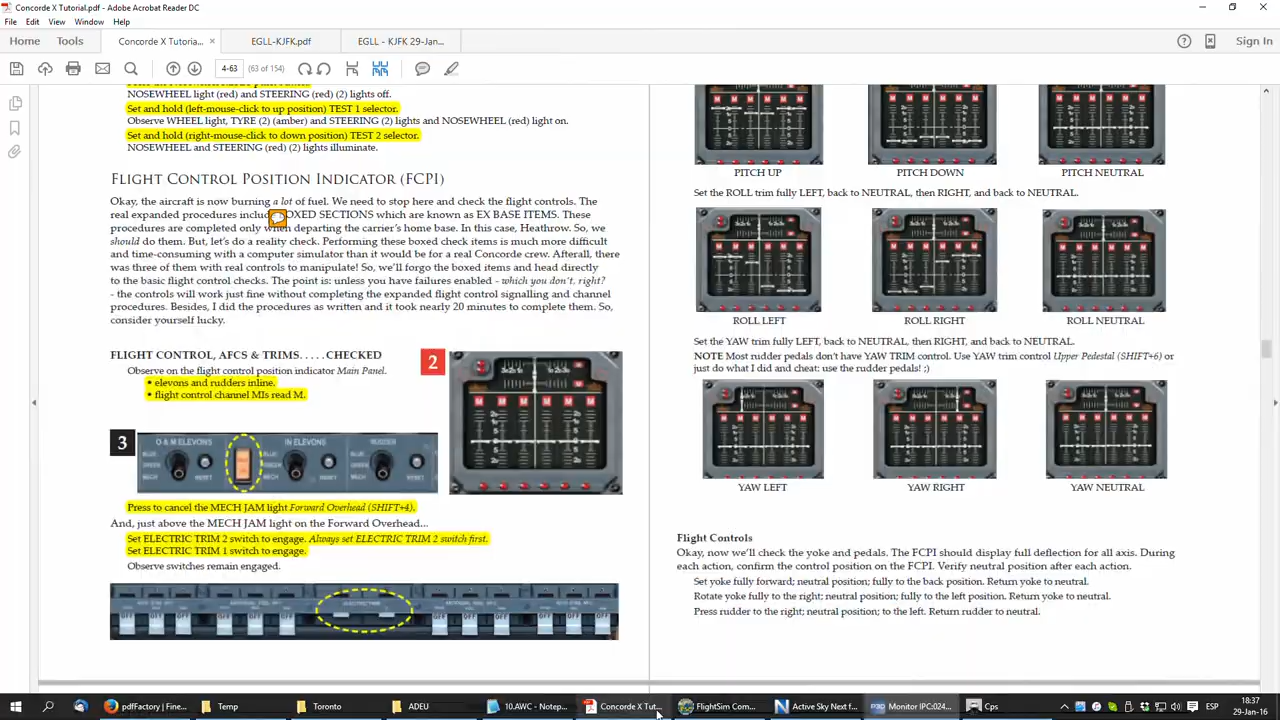 Concorde X Tutorial.pdf - Adobe Acrobat Reader DC
File Edit View Window Help
Home Tools Concorde X Tutoria... × EGLL-KJFK.pdf EGLL - KJFK 29-Jan... Sign In
4-63 (63 of 154)
NOSEWHEEL light (red) and STEERING (red) (2) lights off.
Set and hold (left-mouse-click to up position) TEST 1 selector.
Observe WHEEL light, TYRE (2) (amber) and STEERING (2) lights and NOSEWHEEL (red) light on.
Set and hold (right-mouse-click to down position) TEST 2 selector.
NOSEWHEEL and STEERING (red) (2) lights illuminate.
FLIGHT CONTROL POSITION INDICATOR (FCPI)
Okay, the aircraft is now burning a lot of fuel. We need to stop here and check the flight controls. The
real expanded procedures includ OXED SECTIONS which are known as EX BASE ITEMS. These
procedures are completed only when departing the carrier's home base. In this case, Heathrow. So, we
should do them. But, let's do a reality check. Performing these boxed check items is much more difficult
and time-consuming with a computer simulator than it would be for a real Concorde crew. Afterall, there
was three of them with real controls to manipulate! So, we'll forgo the boxed items and head directly
to the basic flight control checks. The point is: unless you have failures enabled - which you don't, right?
- the controls will work just fine without completing the expanded flight control signalling and channel
procedures. Besides, I did the procedures as written and it took nearly 20 minutes to complete them. So,
consider yourself lucky.
FLIGHT CONTROL, AFCS & TRIMS.....CHECKED
2
Observe on the flight control position indicator Main Panel.
• elevons and rudders inline.
• flight control channel MIs read M.
3
O & M ELEVONS IN ELEVONS RUDDER
BLUE GREEN MECH RESET BLUE GREEN MECH RESET BLUE GREEN MECH RESET
Press to cancel the MECH JAM light Forward Overhead (SHIFT+4).
And, just above the MECH JAM light on the Forward Overhead...
Set ELECTRIC TRIM 2 switch to engage. Always set ELECTRIC TRIM 2 switch first.
Set ELECTRIC TRIM 1 switch to engage.
Observe switches remain engaged.
PITCH UP PITCH DOWN PITCH NEUTRAL
Set the ROLL trim fully LEFT, back to NEUTRAL, then RIGHT, and back to NEUTRAL.
ROLL LEFT ROLL RIGHT ROLL NEUTRAL
Set the YAW trim fully LEFT, back to NEUTRAL, then RIGHT, and back to NEUTRAL.
NOTE Most rudder pedals don't have YAW TRIM control. Use YAW trim control Upper Pedestal (SHIFT+6) or
just do what I did and cheat: use the rudder pedals! ;)
YAW LEFT YAW RIGHT YAW NEUTRAL
Flight Controls
Okay, now we'll check the yoke and pedals. The FCPI should display full deflection for all axis. During
each action, confirm the control position on the FCPI. Verify neutral position after each action.
Set yoke fully forward; neutral position; fully to the back position. Return yoke to neutral.
Rotate yoke fully to the right; neutral position; fully to the left position. Return yoke to neutral.
Press rudder to the right; neutral position; to the left. Return rudder to neutral.
pdfFactory | Fine... Temp Toronto ADEU 10.AWC - Notep... Concorde X Tut... FlightSim Com... Active Sky Next f... Monitor IPC:024... Cps ESP 18:37
29-Jan-16